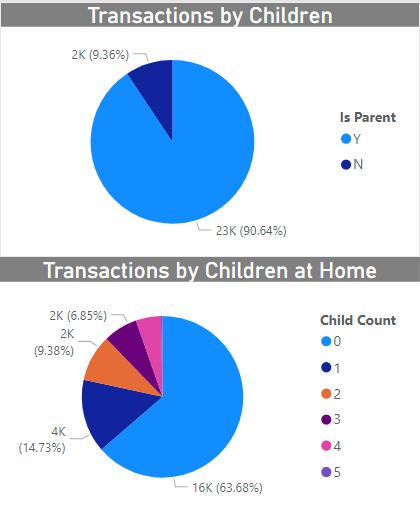 Transactions by Children
2K (9.36%)
Is Parent
Y
N
23K (90.64%)
Transactions by Children at Home
2K (6.85%)
2K
(9.38%)
4K
(14.73%)
16K (63.68%)
Child Count
0
1
2
3
4
5